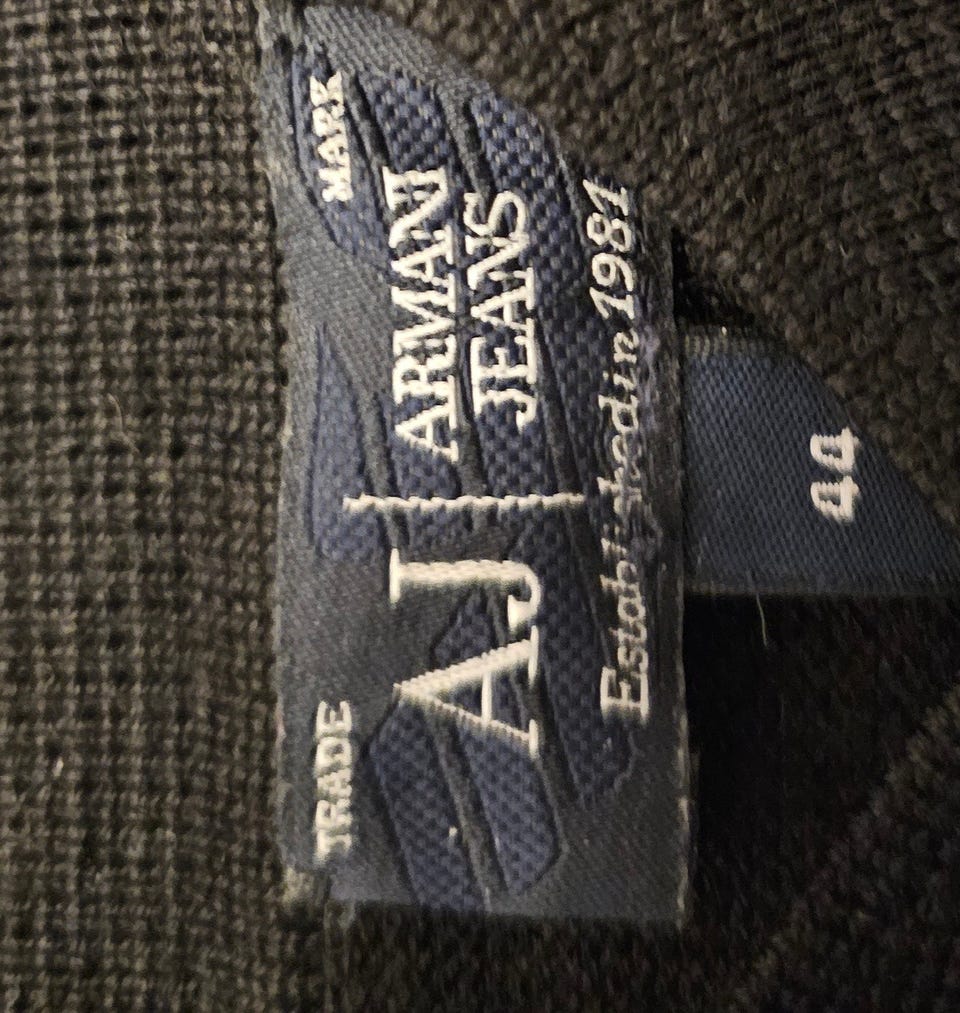 TRADE MARK
AJ | ARMANI
JEANS
Established in 1981
44